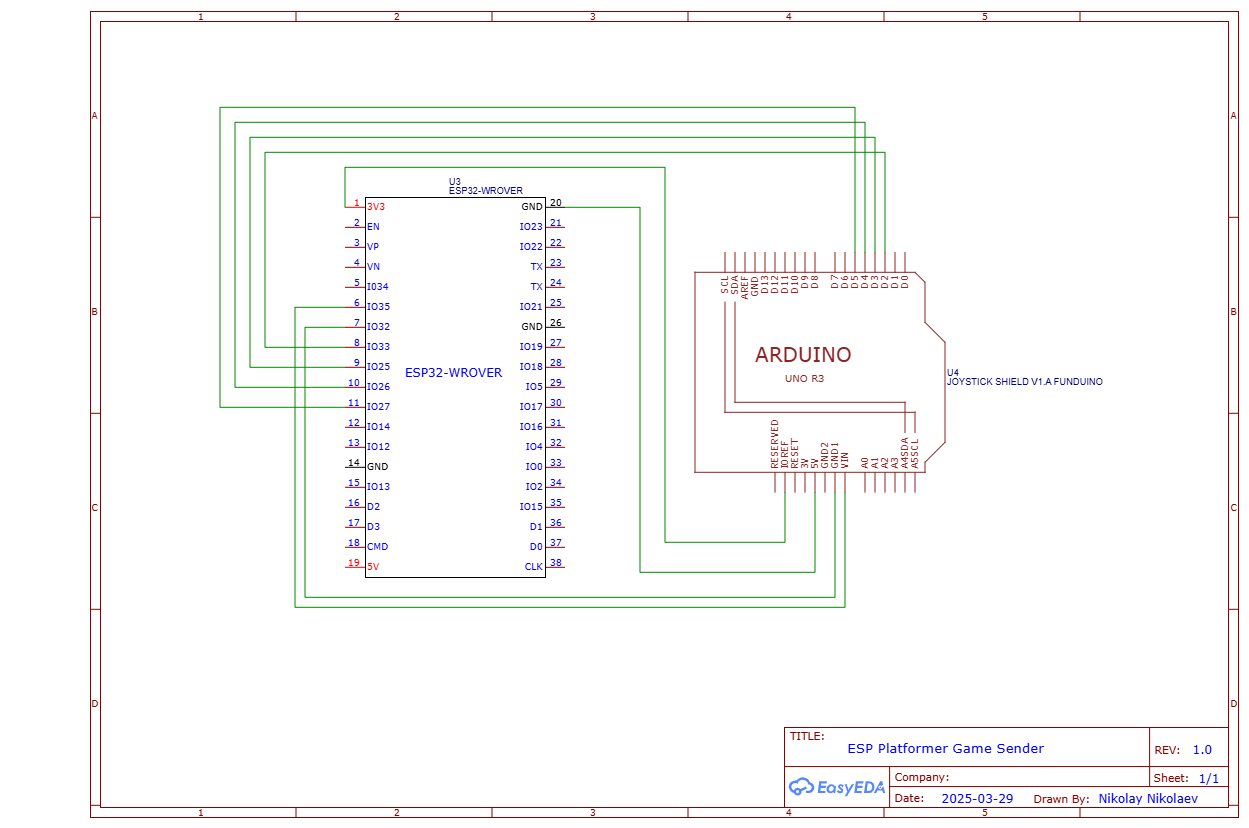 1 2 3 4 5
A A
U3
ESP32-WROVER
1 3V3 GND 20
2 EN IO23 21
3 VP IO22 22
4 VN TX 23
5 I034 TX 24
6 IO35 IO21 25
7 IO32 GND 26
8 IO33 IO19 27
9 IO25 IO18 28
10 IO26 IO5 29
11 IO27 IO17 30
12 IO14 IO16 31
13 IO12 IO4 32
14 GND IO0 33
15 IO13 IO2 34
16 D2 IO15 35
17 D3 D1 36
18 CMD D0 37
19 5V CLK 38
ESP32-WROVER
SCL SDA AREF GND D13 D12 D11 D10 D9 D8 D7 D6 D5 D4 D3 D2 D1 D0
B B
ARDUINO
UNO R3
U4
JOYSTICK SHIELD V1.A FUNDUINO
RESERVED IOREF RESET 3V 5V GND2 GND1 VIN A0 A1 A2 A3 A4SDA A5SCL
C C
D D
TITLE:
ESP Platformer Game Sender
REV: 1.0
EasyEDA
Company:
Sheet: 1/1
Date: 2025-03-29 Drawn By: Nikolay Nikolaev
1 2 3 4 5